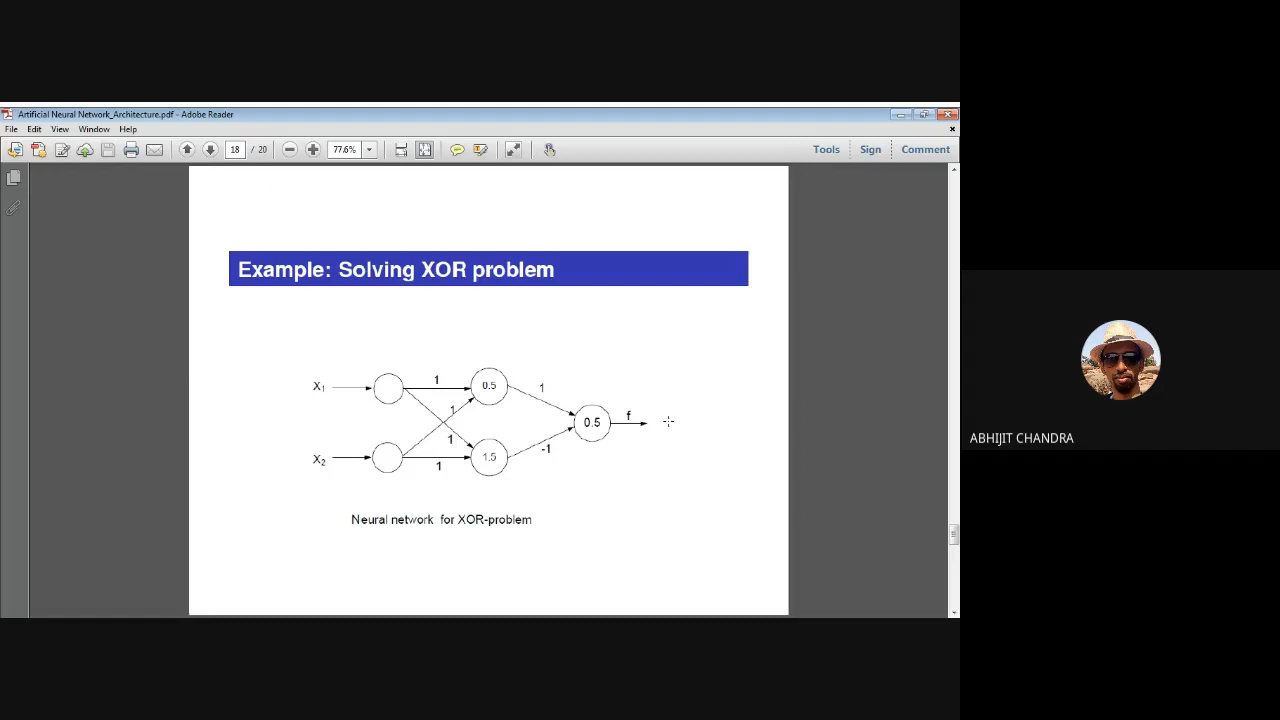 Artificial Neural Network_Architecture.pdf - Adobe Reader
File Edit View Window Help
18 / 20 77.6% Tools Sign Comment
Example: Solving XOR problem
X1 1 0.5 1
1
0.5 f
1
X2 1 1.5 -1
Neural network for XOR-problem
ABHIJIT CHANDRA